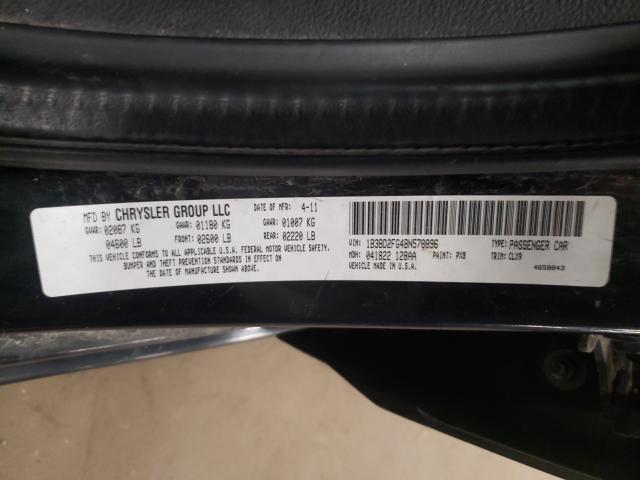 MFD BY CHRYSLER GROUP LLC DATE OF MFR: 4-11
GVWR: 02087 KG GAWR: 01180 KG GAWR: 01007 KG
04600 LB FRONT: 02600 LB REAR: 02220 LB
THIS VEHICLE CONFORMS TO ALL APPLICABLE U.S.A. FEDERAL MOTOR VEHICLE SAFETY,
BUMPER AND THEFT PREVENTION STANDARDS IN EFFECT ON
THE DATE OF MANUFACTURE SHOWN ABOVE.
VIN: 1B3BD2FG4BN578896 TYPE: PASSENGER CAR
MDH: 041822 128AA PAINT: PX8 TRIM: CLX9
VEHICLE MADE IN U.S.A. 4658843